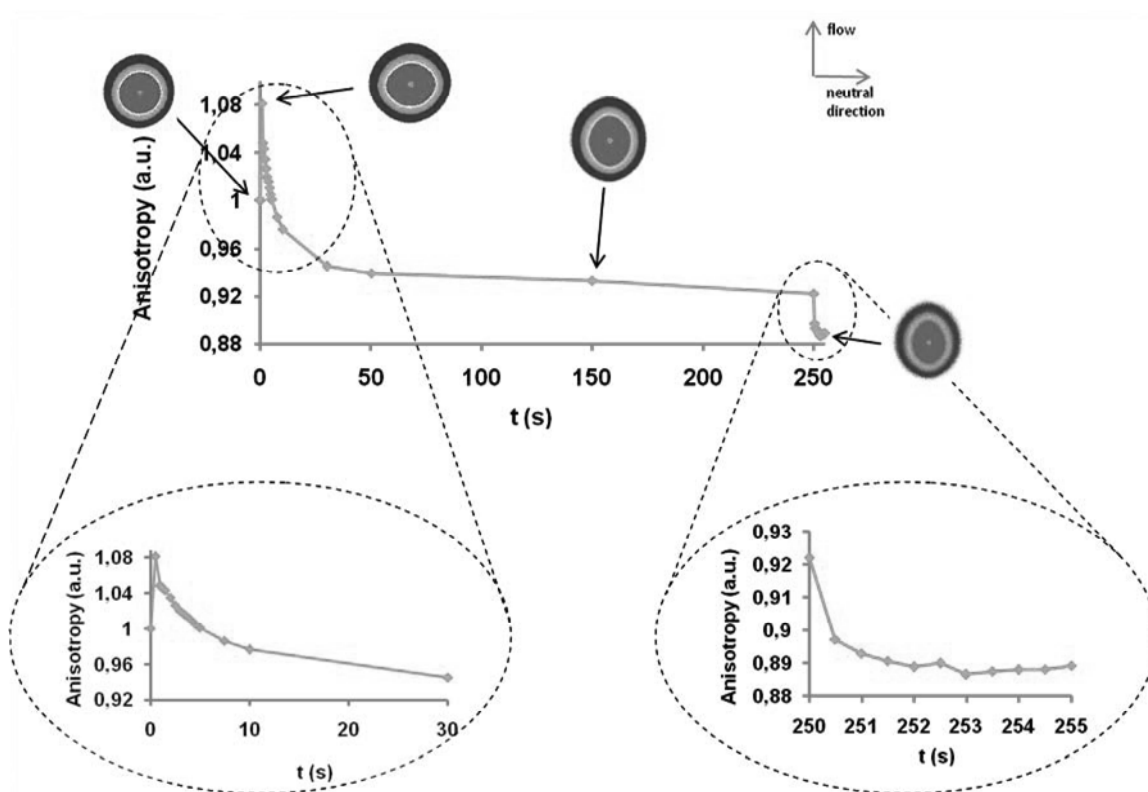 flow
neutral
direction
Anisotropy (a.u.)
1,08
1,04
1
0,96
0,92
0,88
0 50 100 150 200 250
t (s)
Anisotropy (a.u.)
1,08
1,04
1
0,96
0,92
0 10 20 30
t (s)
Anisotropy (a.u.)
0,93
0,92
0,91
0,9
0,89
0,88
250 251 252 253 254 255
t (s)